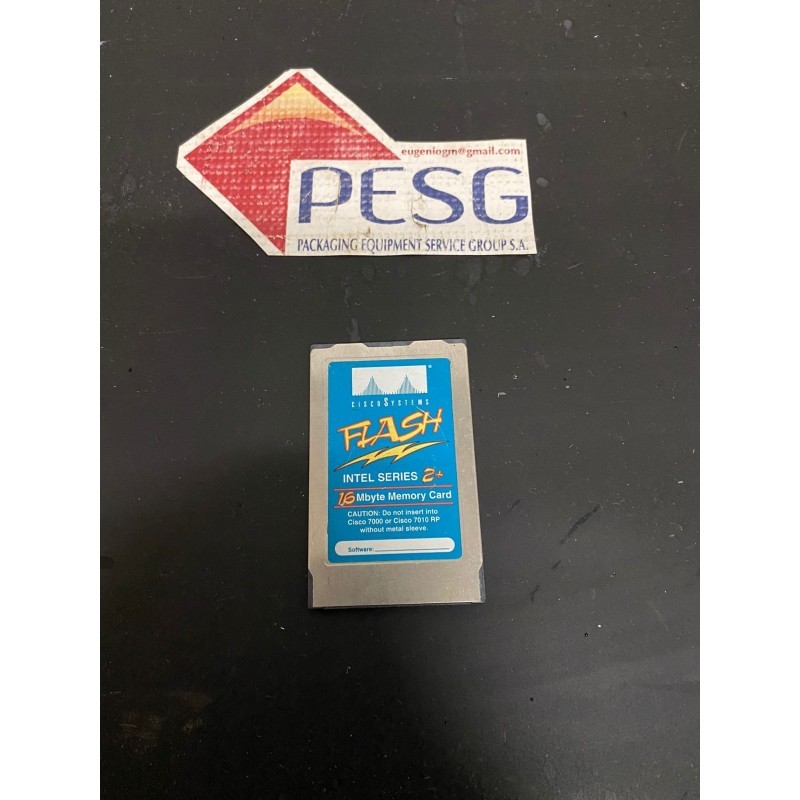 eugeniogm@gmail.com
PESG
PACKAGING EQUIPMENT SERVICE GROUP S.A.
CISCO SYSTEMS
FLASH
INTEL SERIES 2+
16 Mbyte Memory Card
CAUTION: Do not insert into
Cisco 7000 or Cisco 7010 RP
without metal sleeve.
Software: